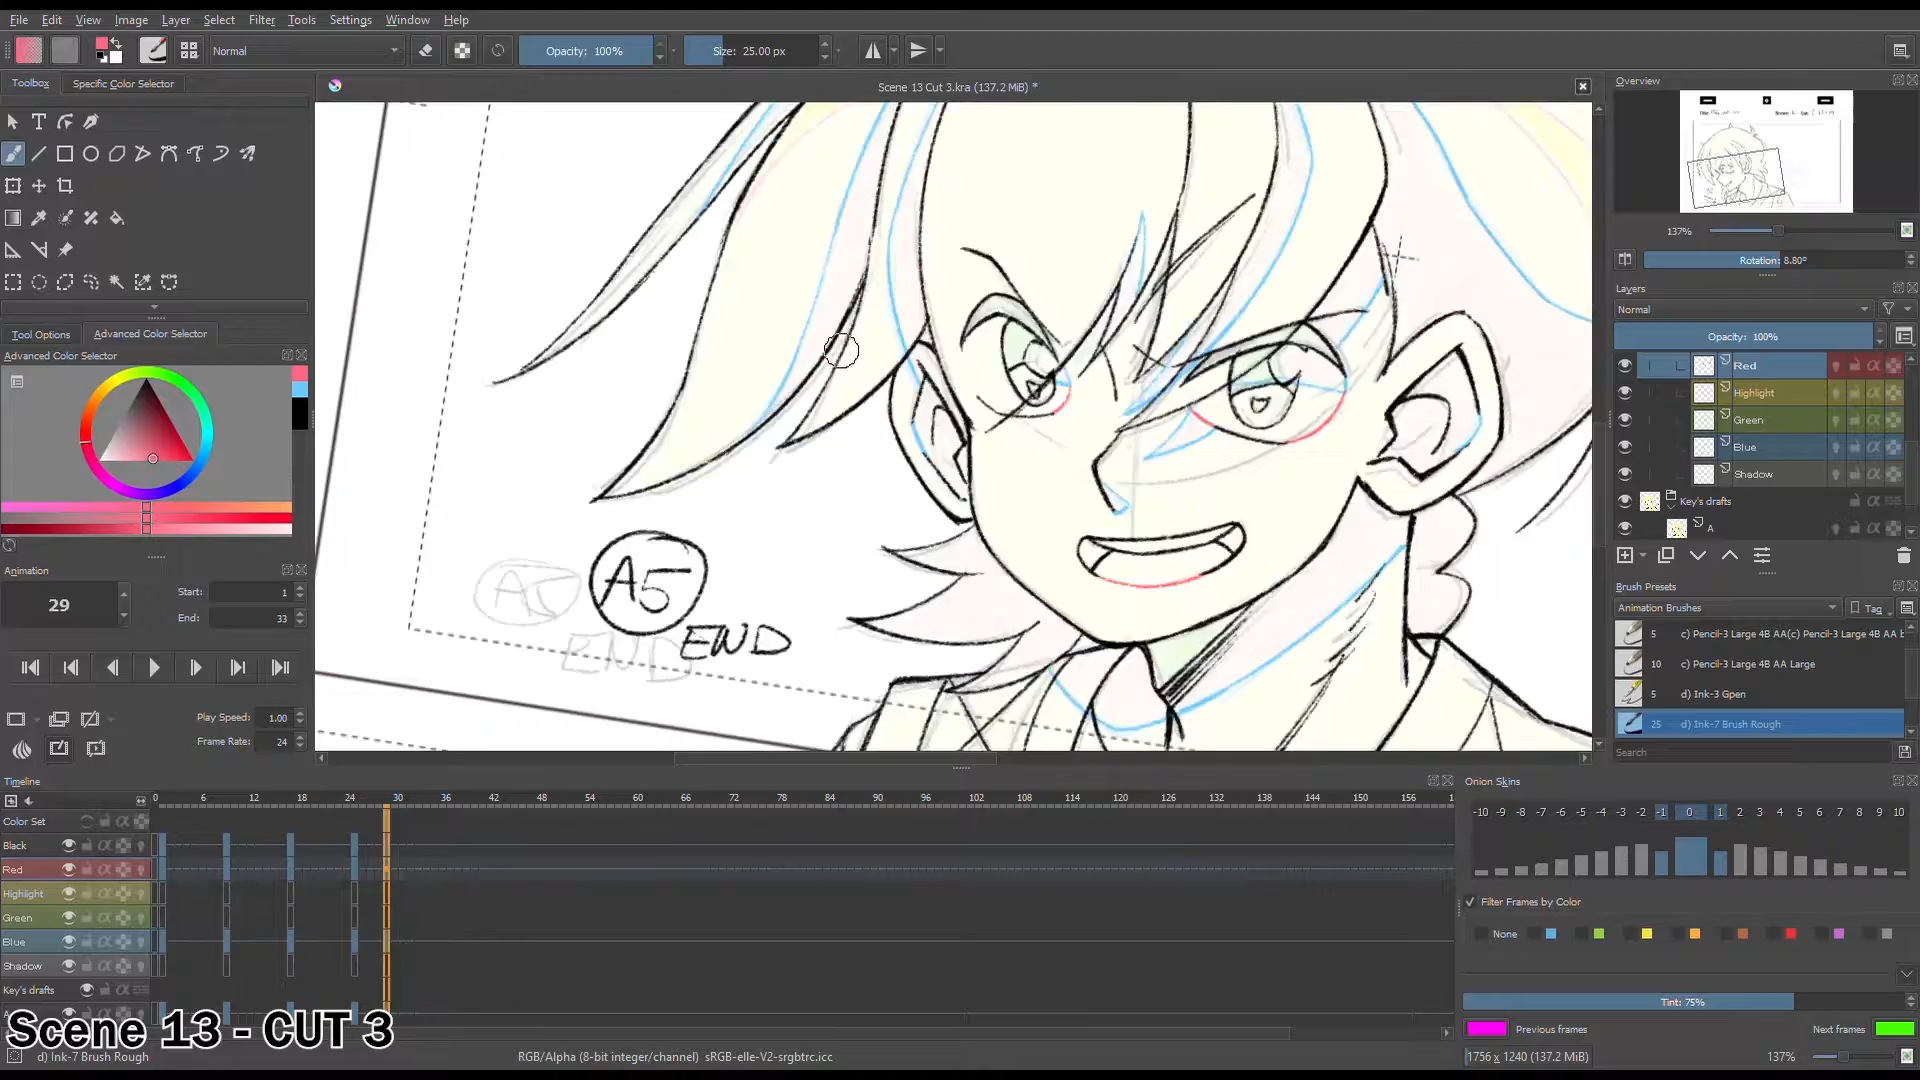 File Edit View Image Layer Select Filter Tools Settings Window Help
Normal Opacity: 100% Size: 25.00 px
Toolbox Specific Color Selector
Scene 13 Cut 3.kra (137.2 MiB) *
Overview
137%
Rotation: 8.80°
Layers
Normal
Opacity: 100%
Red
Highlight
Green
Blue
Shadow
Key's drafts
A
Tool Options Advanced Color Selector
Advanced Color Selector
A5
END
A5
END
Animation
29
Start: 1
End: 33
Play Speed: 1.00
Frame Rate: 24
Brush Presets
Animation Brushes Tag
5 c) Pencil-3 Large 4B AA(c) Pencil-3 Large 4B AA
10 c) Pencil-3 Large 4B AA Large
5 d) Ink-3 Gpen
25 d) Ink-7 Brush Rough
Search
Timeline
0 6 12 18 24 30 36 42 48 54 60 66 72 78 84 90 96 102 108 114 120 126 132 138 144 150 156
Color Set
Black
Red
Highlight
Green
Blue
Shadow
Key's drafts
Onion Skins
-10 -9 -8 -7 -6 -5 -4 -3 -2 -1 0 1 2 3 4 5 6 7 8 9 10
Filter Frames by Color
None
Tint: 75%
Previous frames Next frames
Scene 13 - CUT 3
d) Ink-7 Brush Rough RGB/Alpha (8-bit integer/channel) sRGB-elle-V2-srgbtrc.icc 1756 x 1240 (137.2 MiB) 137%